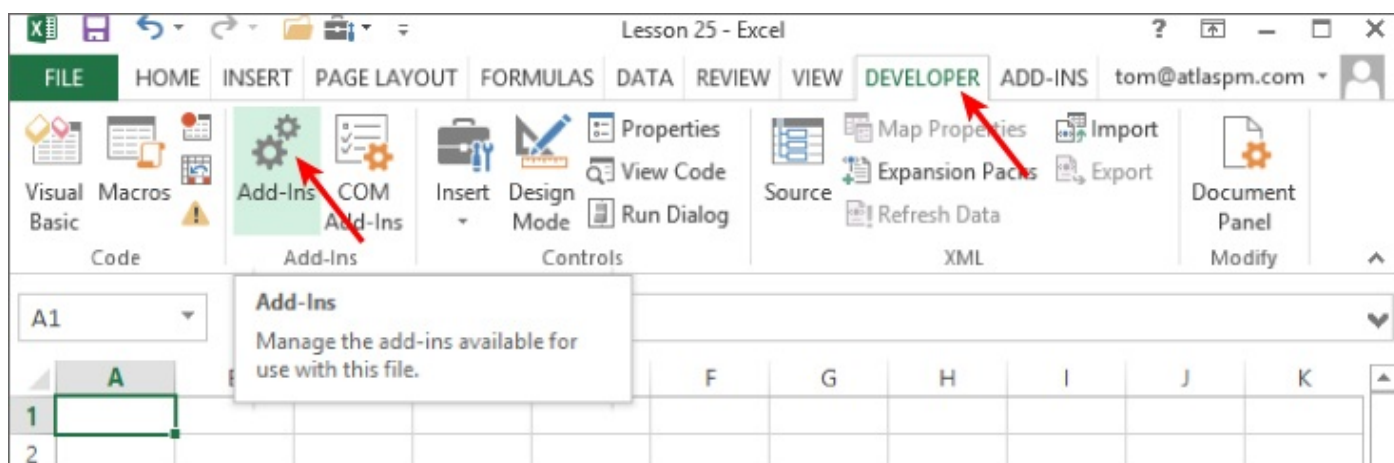 Lesson 25 - Excel ?
FILE HOME INSERT PAGE LAYOUT FORMULAS DATA REVIEW VIEW DEVELOPER ADD-INS tom@atlaspm.com
Visual Basic
Macros
Add-Ins
COM Add-Ins
Insert
Design Mode
Properties
View Code
Run Dialog
Source
Map Properties
Expansion Packs
Refresh Data
Import
Export
Document Panel
Code Add-Ins Controls XML Modify
A1
Add-Ins
Manage the add-ins available for
use with this file.
A F G H I J K
1
2